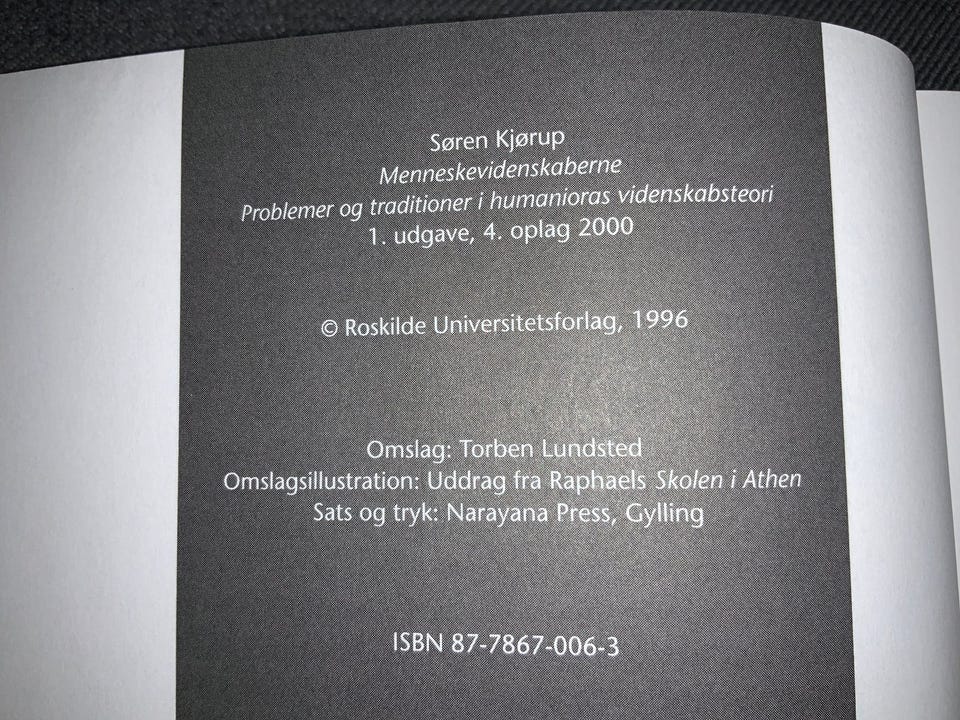 Søren Kjørup
Menneskevidenskaberne
Problemer og traditioner i humanioras videnskabsteori
1. udgave, 4. oplag 2000
© Roskilde Universitetsforlag, 1996
Omslag: Torben Lundsted
Omslagsillustration: Uddrag fra Raphaels Skolen i Athen
Sats og tryk: Narayana Press, Gylling
ISBN 87-7867-006-3